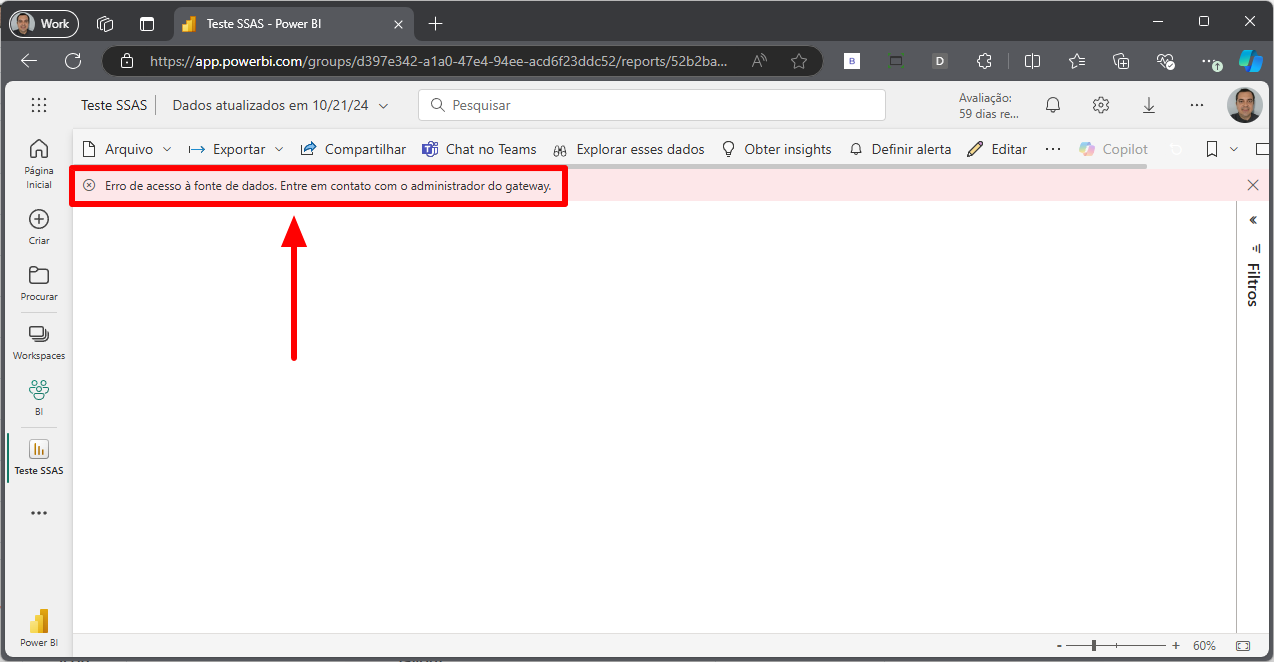 Work
Teste SSAS - Power BI
https://app.powerbi.com/groups/d397e342-a1a0-47e4-94ee-acd6f23ddc52/reports/52b2ba...
A
B
D
Teste SSAS
Dados atualizados em 10/21/24
Pesquisar
Avaliação:
59 dias re...
Arquivo
Exportar
Compartilhar
Chat no Teams
Explorar esses dados
Obter insights
Definir alerta
Editar
Copilot
Erro de acesso à fonte de dados. Entre em contato com o administrador do gateway.
Página
Inicial
Criar
Procurar
Workspaces
BI
Teste SSAS
Power BI
Filtros
- + 60%